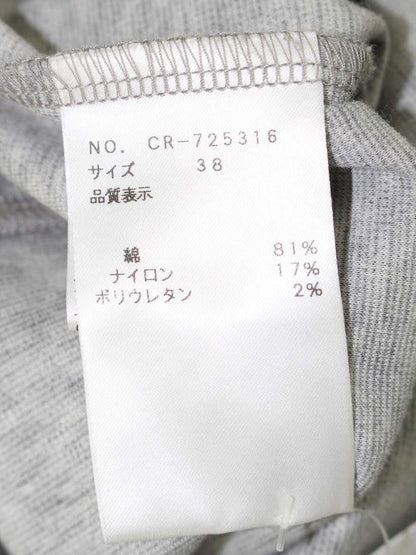 NO. CR-725316
サイズ 38
品質表示
綿 81%
ナイロン 17%
ポリウレタン 2%